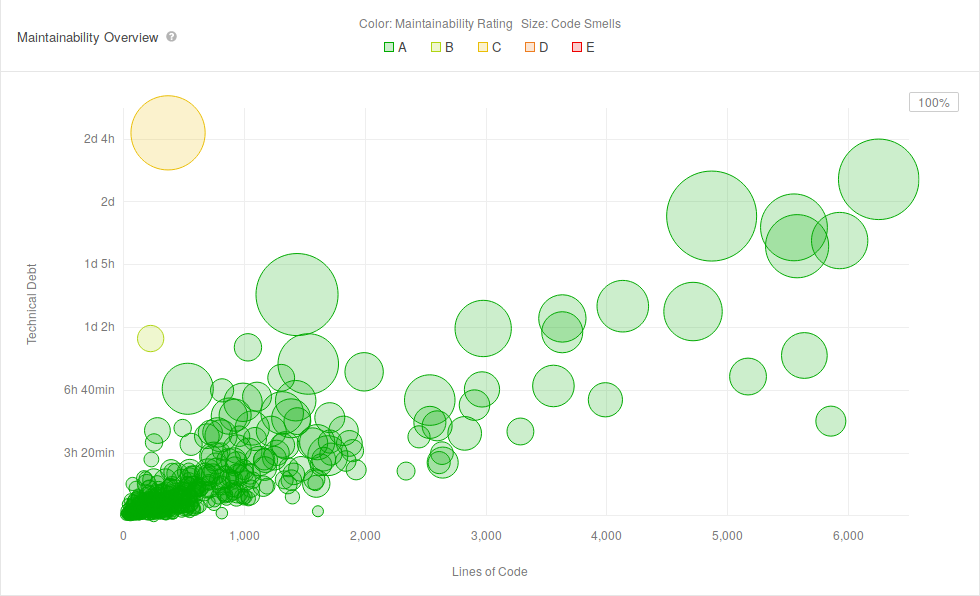 Color: Maintainability Rating Size: Code Smells
Maintainability Overview ?
A B C D E
100%
2d 4h
2d
1d 5h
1d 2h
6h 40min
3h 20min
Technical Debt
0 1,000 2,000 3,000 4,000 5,000 6,000
Lines of Code